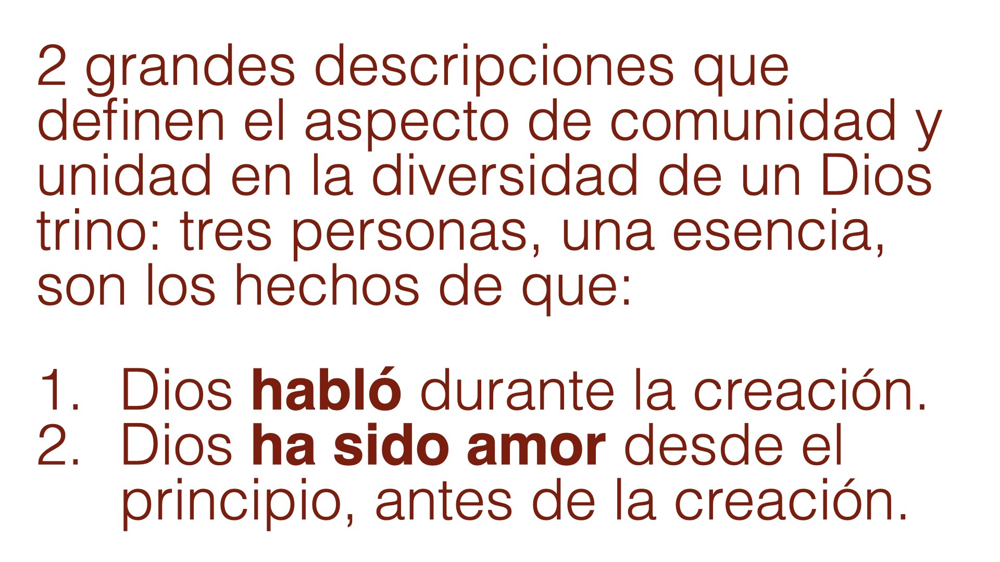 2 grandes descripciones que
definen el aspecto de comunidad y
unidad en la diversidad de un Dios
trino: tres personas, una esencia,
son los hechos de que:
1. Dios habló durante la creación.
2. Dios ha sido amor desde el
principio, antes de la creación.